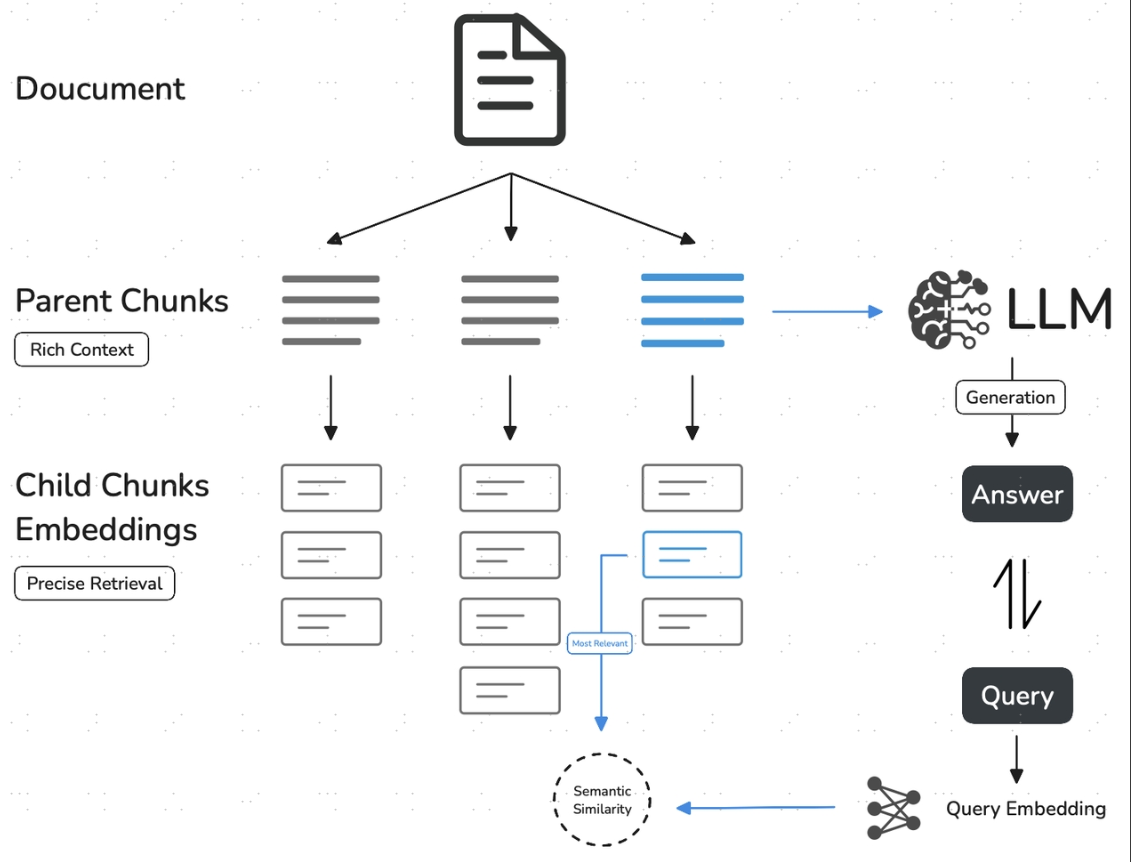 Doucument
Parent Chunks
Rich Context
LLM
Generation
Child Chunks
Embeddings
Precise Retrieval
Answer
Most Relevant
Query
Semantic
Similarity
Query Embedding